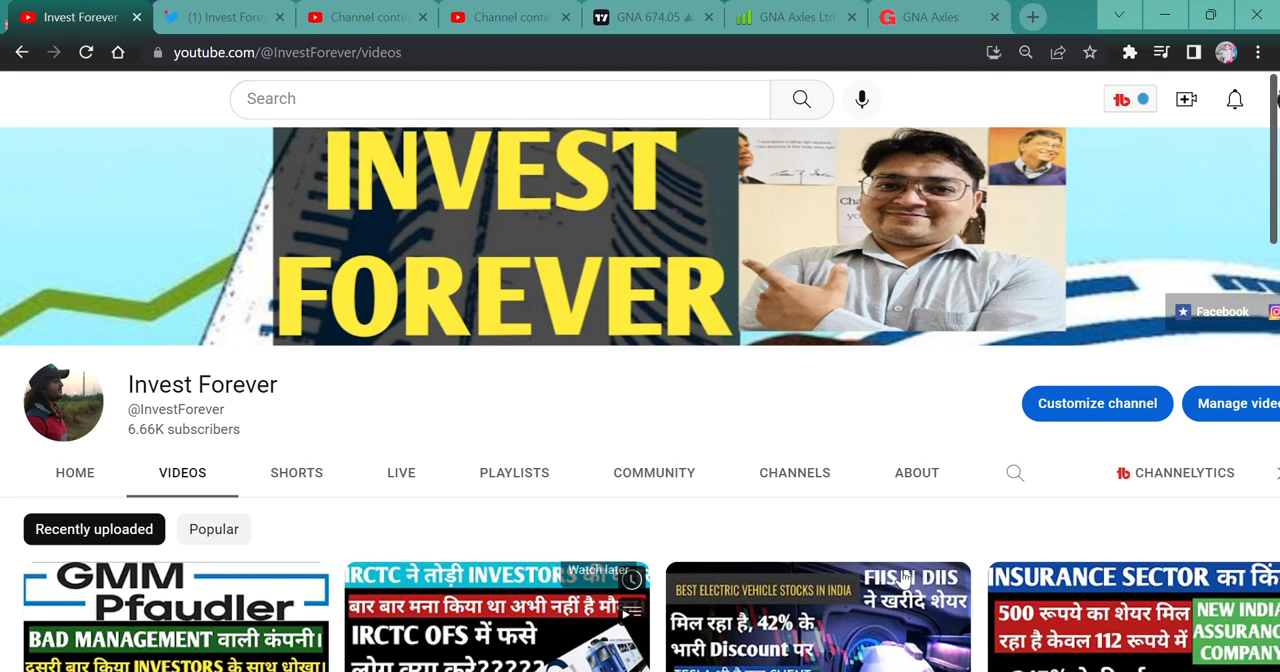 Invest Forever
(1) Invest Fore
Channel conte
Channel conte
GNA 674.05
GNA Axles Ltd
GNA Axles
youtube.com/@InvestForever/videos
Search
INVEST
FOREVER
Facebook
Invest Forever
@InvestForever
6.66K subscribers
Customize channel
Manage vide
HOME
VIDEOS
SHORTS
LIVE
PLAYLISTS
COMMUNITY
CHANNELS
ABOUT
CHANNELYTICS
Recently uploaded
Popular
GMM
Pfaudler
BAD MANAGEMENT वाली कंपनी।
दूसरी बार किया INVESTORS के साथ धोखा।
IRCTC ने तोड़ी INVESTORS
Watch later
बार बार मना किया था अभी नहीं है
IRCTC OFS में फसे
लोग क्या करे?????
BEST ELECTRIC VEHICLE STOCKS IN INDIA
FIIS DIIS
ने खरीदे शेयर
मिल रहा है, 42% के
भारी Discount पर
INSURANCE SECTOR का
500 रूपये का शेयर मिल
रहा है केवल 112 रूपये में
NEW INDIA
ASSURANC
COMPANY